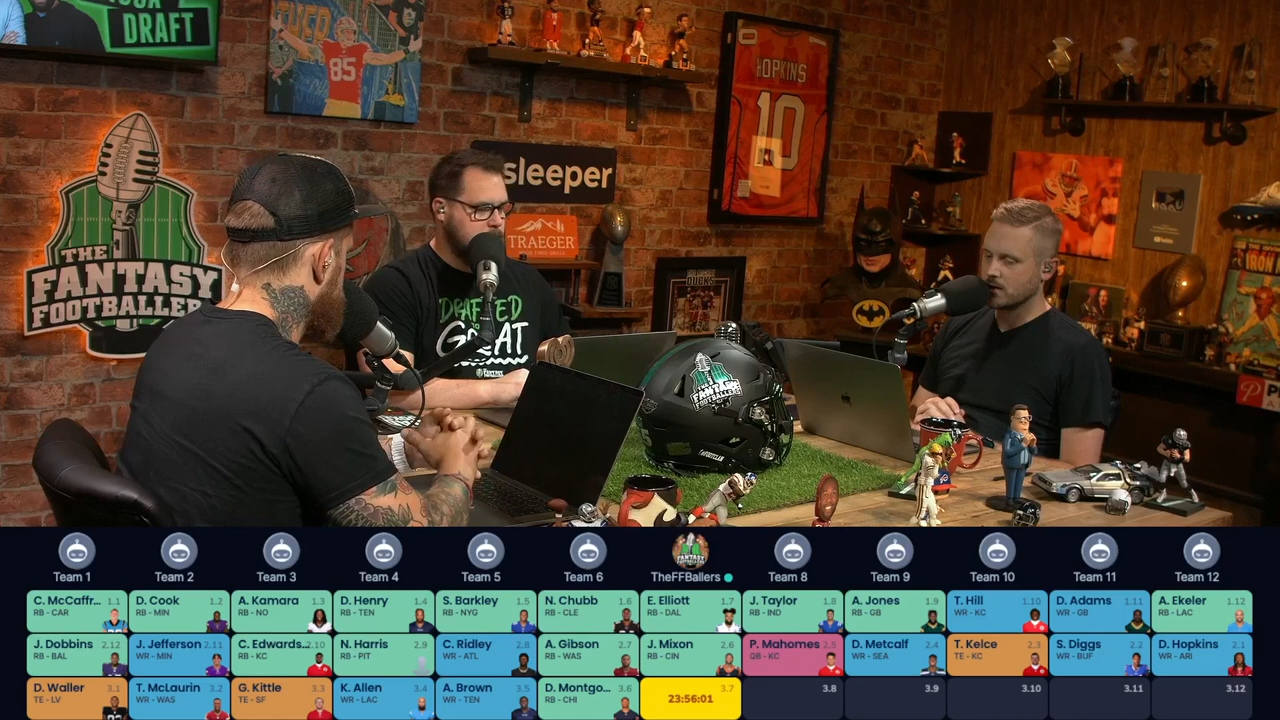 DRAFT
85
HOPKINS
10
sleeper
TRAEGER
THE
FANTASY
FOOTBALLERS
DRAFTED
GREAT
DUCKS
IRON
FANTASY
FOOTBALLERS
Team 1
Team 2
Team 3
Team 4
Team 5
Team 6
TheFFBallers
Team 8
Team 9
Team 10
Team 11
Team 12
C. McCaffr... 1.1
RB - CAR
D. Cook 1.2
RB - MIN
A. Kamara 1.3
RB - NO
D. Henry 1.4
RB - TEN
S. Barkley 1.5
RB - NYG
N. Chubb 1.6
RB - CLE
E. Elliott 1.7
RB - DAL
J. Taylor 1.8
RB - IND
A. Jones 1.9
RB - GB
T. Hill 1.10
WR - KC
D. Adams 1.11
WR - GB
A. Ekeler 1.12
RB - LAC
J. Dobbins 2.12
RB - BAL
J. Jefferson 2.11
WR - MIN
C. Edwards... 2.10
RB - KC
N. Harris 2.9
RB - PIT
C. Ridley 2.8
WR - ATL
A. Gibson 2.7
RB - WAS
J. Mixon 2.6
RB - CIN
P. Mahomes 2.5
QB - KC
D. Metcalf 2.4
WR - SEA
T. Kelce 2.3
TE - KC
S. Diggs 2.2
WR - BUF
D. Hopkins 2.1
WR - ARI
D. Waller 3.1
TE - LV
T. McLaurin 3.2
WR - WAS
G. Kittle 3.3
TE - SF
K. Allen 3.4
WR - LAC
A. Brown 3.5
WR - TEN
D. Montgo... 3.6
RB - CHI
3.7
23:56:01
3.8
3.9
3.10
3.11
3.12